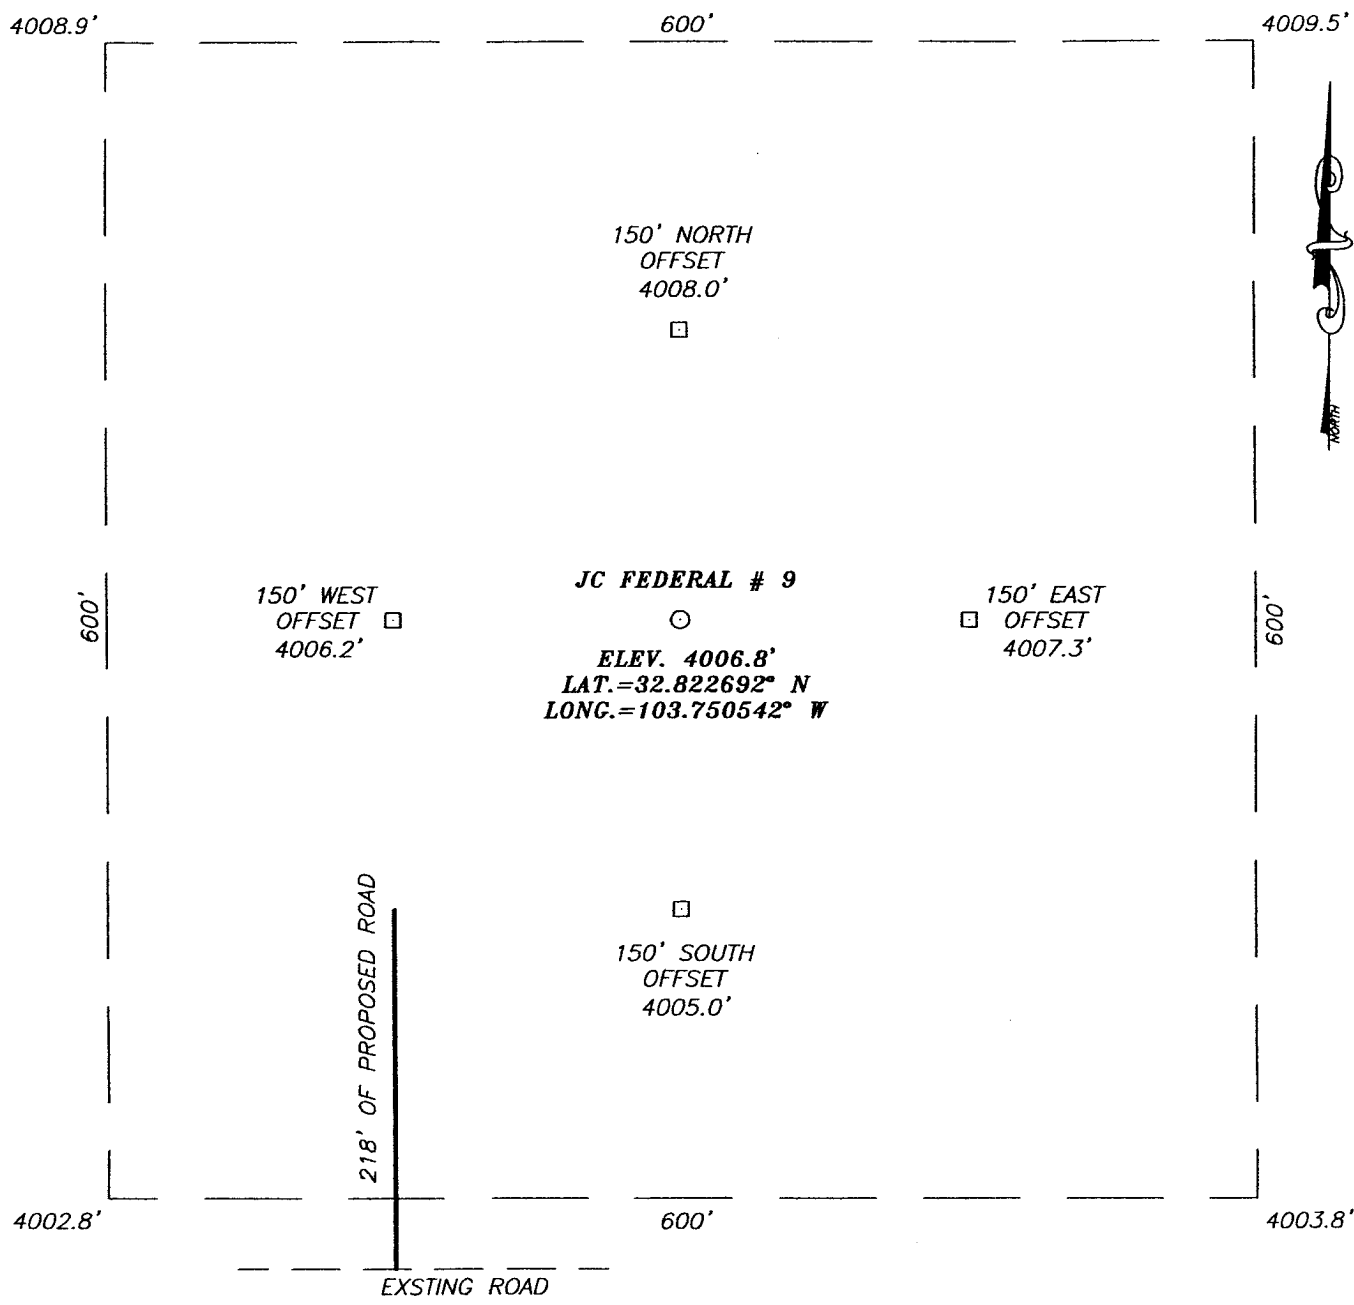 4008.9'
600'
4009.5'
150' NORTH
OFFSET
4008.0'
NORTH
JC FEDERAL # 9
150' WEST
OFFSET
4006.2'
600'
150' EAST
OFFSET
4007.3'
600'
ELEV. 4006.8'
LAT.=32.822692° N
LONG.=103.750542° W
218' OF PROPOSED ROAD
150' SOUTH
OFFSET
4005.0'
4002.8'
600'
4003.8'
EXSTING ROAD